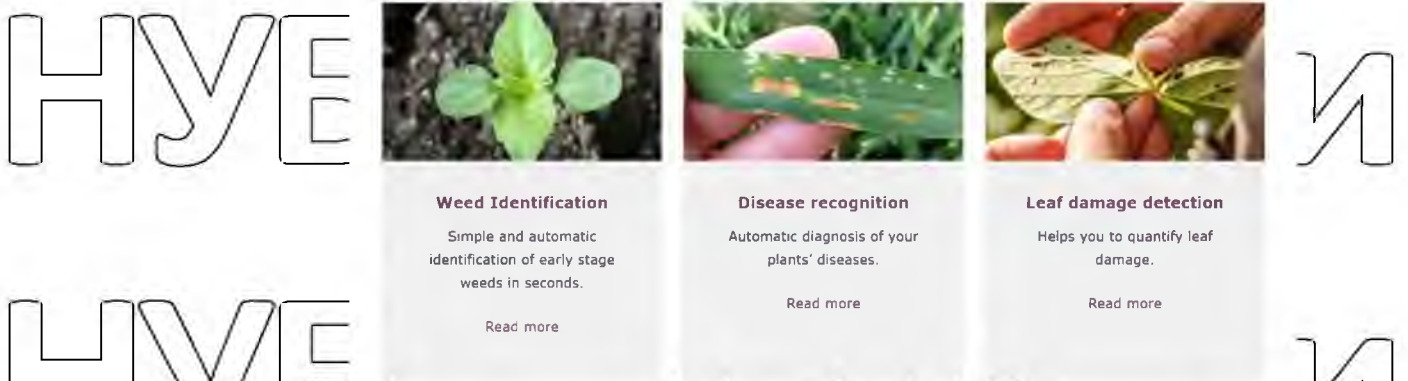 Weed Identification
Simple and automatic
identification of early stage
weeds in seconds.
Read more
Disease recognition
Automatic diagnosis of your
plants' diseases.
Read more
Leaf damage detection
Helps you to quantify leaf
damage.
Read more